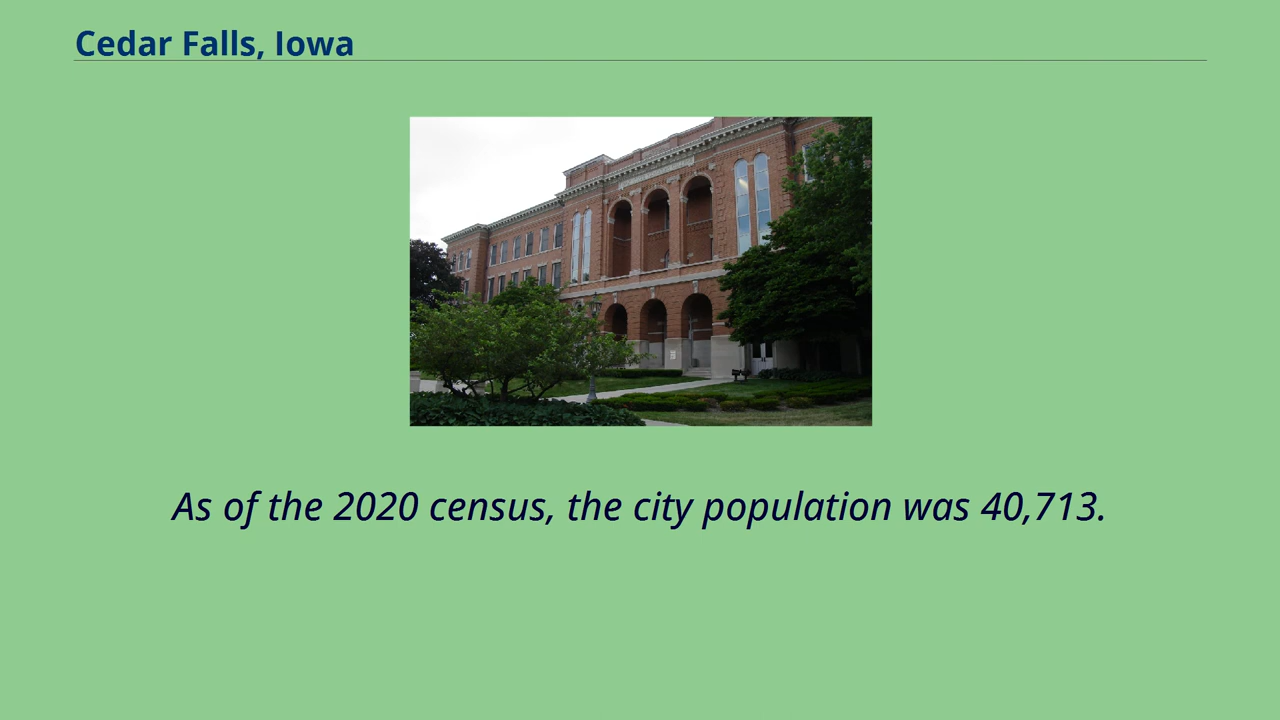 Cedar Falls, Iowa
As of the 2020 census, the city population was 40,713.